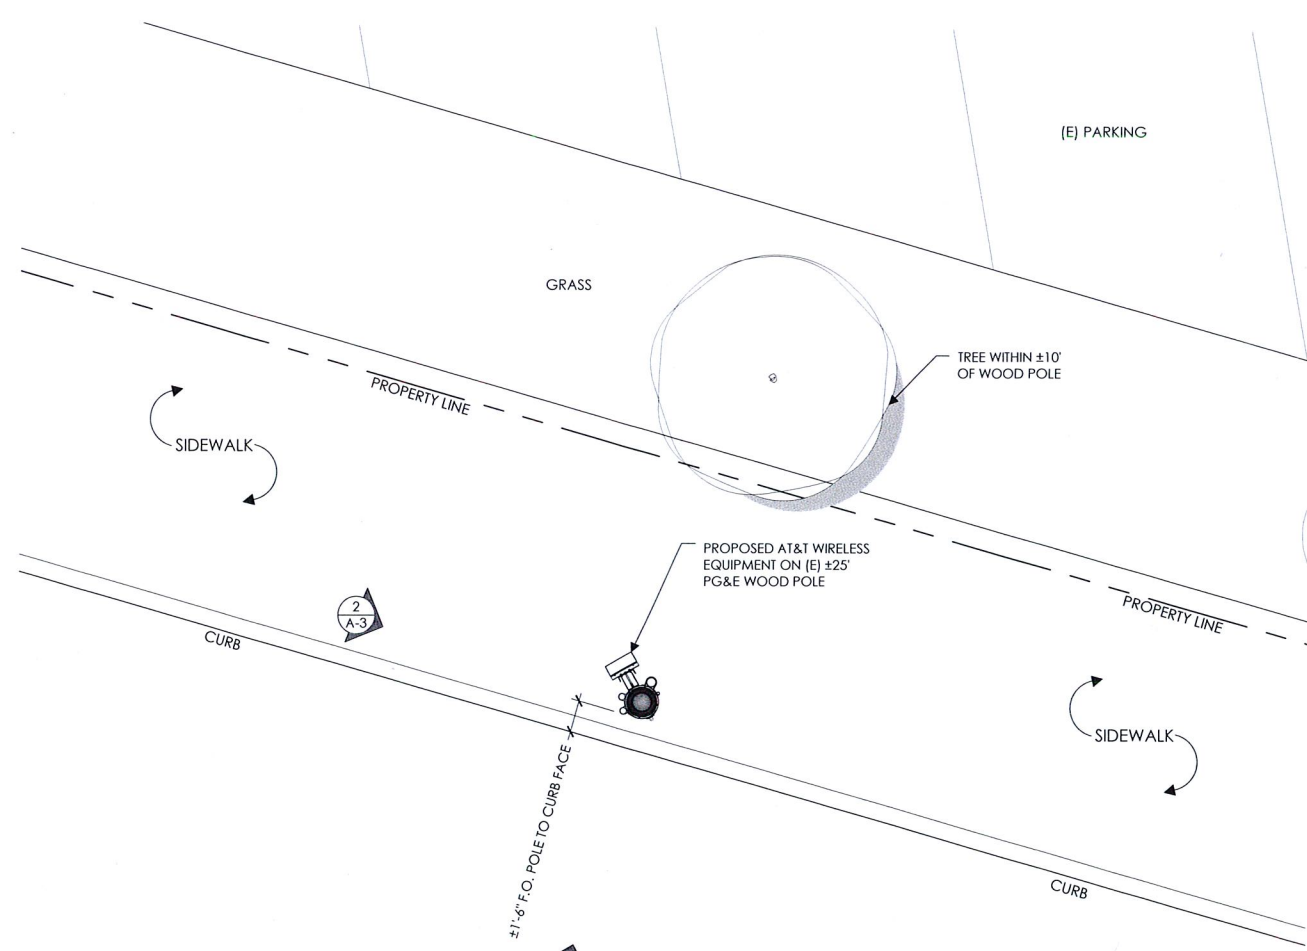 (E) PARKING
GRASS
TREE WITHIN ±10'
OF WOOD POLE
PROPERTY LINE
SIDEWALK
PROPOSED AT&T WIRELESS
EQUIPMENT ON (E) ±25'
PG&E WOOD POLE
2
A-3
CURB
PROPERTY LINE
SIDEWALK
±1'-6" F.O. POLE TO CURB FACE
CURB